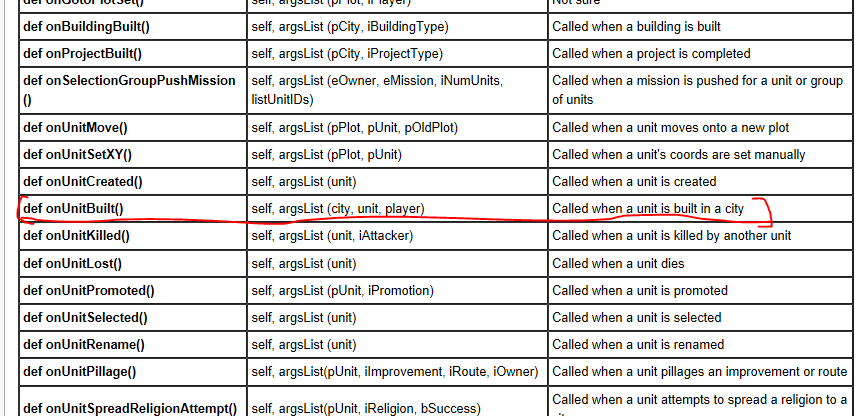 def onGotoPlotSet() self, argsList (pPlot, iPlayer) Not sure
def onBuildingBuilt() self, argsList (pCity, iBuildingType) Called when a building is built
def onProjectBuilt() self, argsList (pCity, iProjectType) Called when a project is completed
def onSelectionGroupPushMission self, argsList (eOwner, eMission, iNumUnits, Called when a mission is pushed for a unit or group
() listUnitIDs) of units
def onUnitMove() self, argsList (pPlot, pUnit, pOldPlot) Called when a unit moves onto a new plot
def onUnitSetXY() self, argsList (pPlot, pUnit) Called when a unit's coords are set manually
def onUnitCreated() self, argsList (unit) Called when a unit is created
def onUnitBuilt() self, argsList (city, unit, player) Called when a unit is built in a city
def onUnitKilled() self, argsList (unit, iAttacker) Called when a unit is killed by another unit
def onUnitLost() self, argsList (unit) Called when a unit dies
def onUnitPromoted() self, argsList (pUnit, iPromotion) Called when a unit is promoted
def onUnitSelected() self, argsList (unit) Called when a unit is selected
def onUnitRename() self, argsList (unit) Called when a unit is renamed
def onUnitPillage() self, argsList(pUnit, iImprovement, iRoute, iOwner) Called when a unit pillages an improvement or route
def onUnitSpreadReligionAttempt() self, argsList(pUnit, iReligion, bSuccess) Called when a unit attempts to spread a religion to a